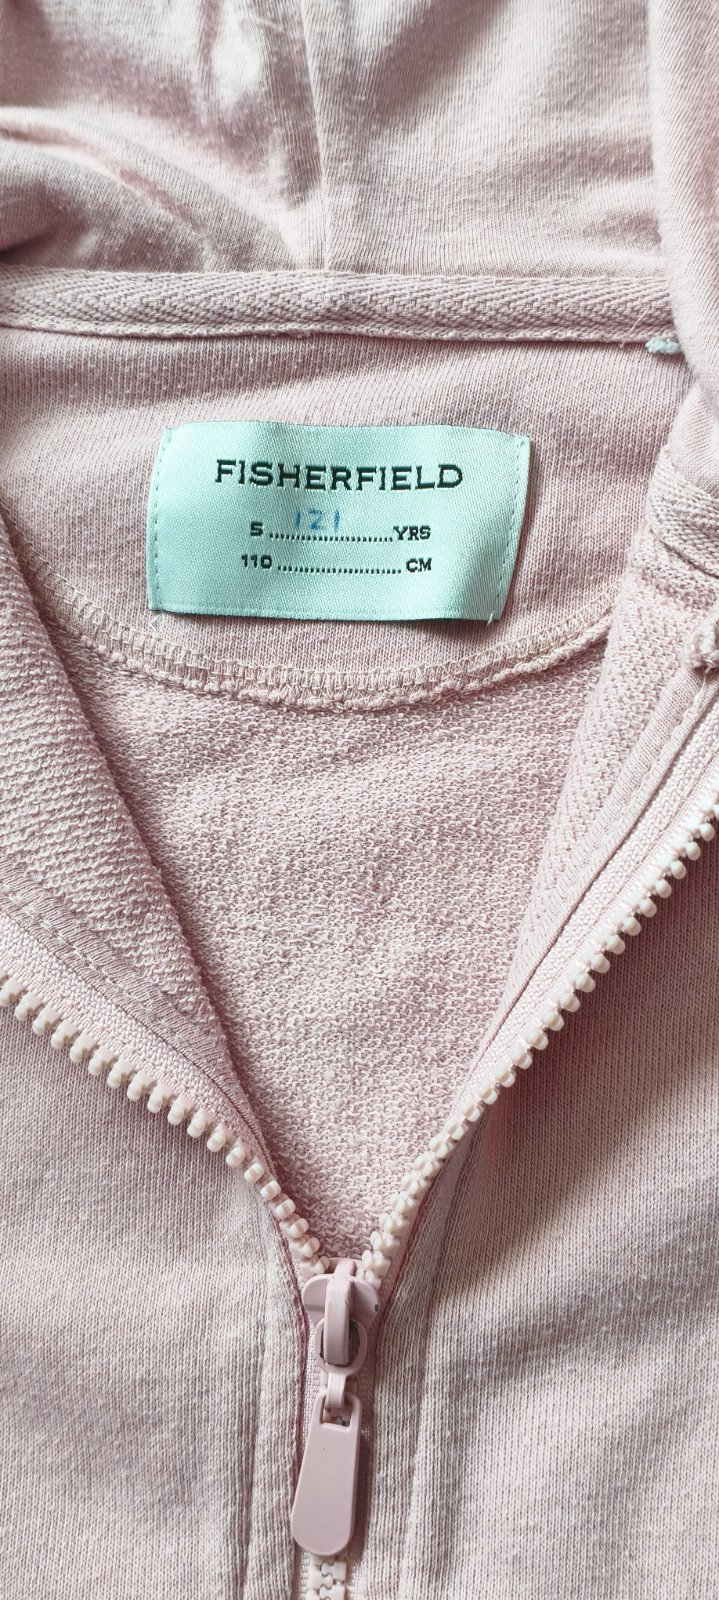 FISHERFIELD
121
5 ........................ YRS
110 ........................ CM